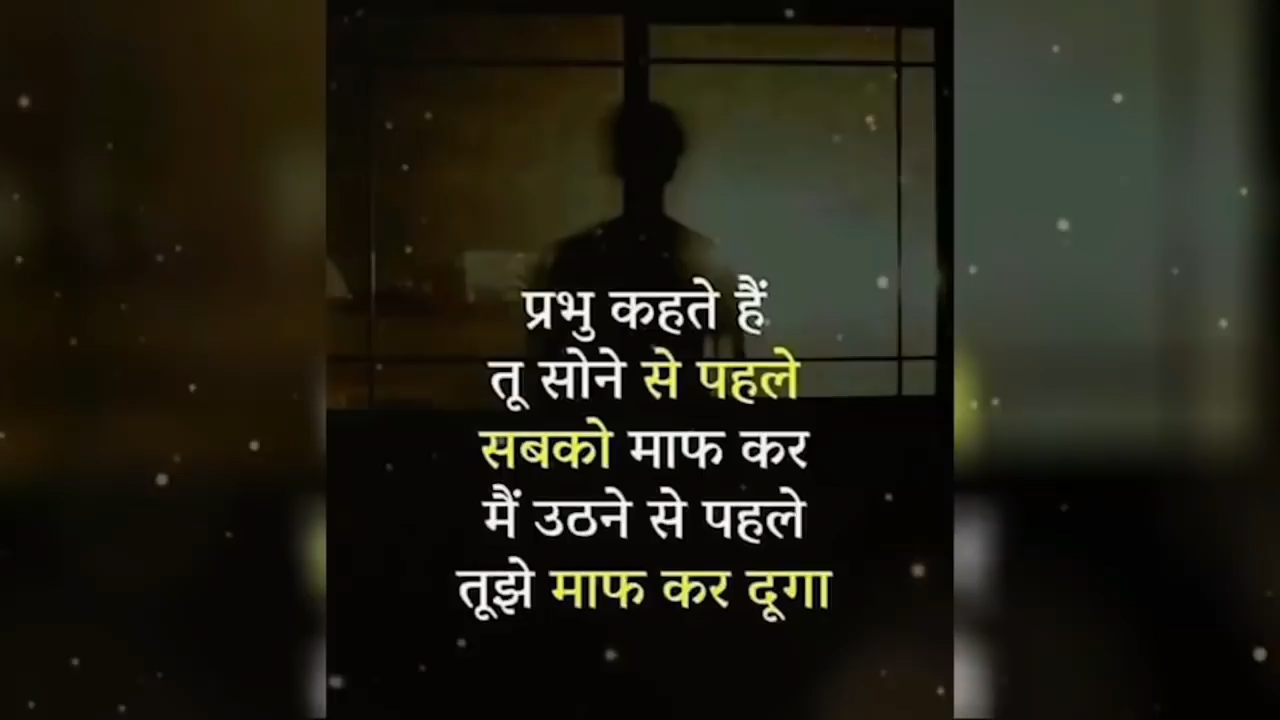 प्रभु कहते हैं
तू सोने से पहले
सबको माफ कर
मैं उठने से पहले
तूझे माफ कर दूगा